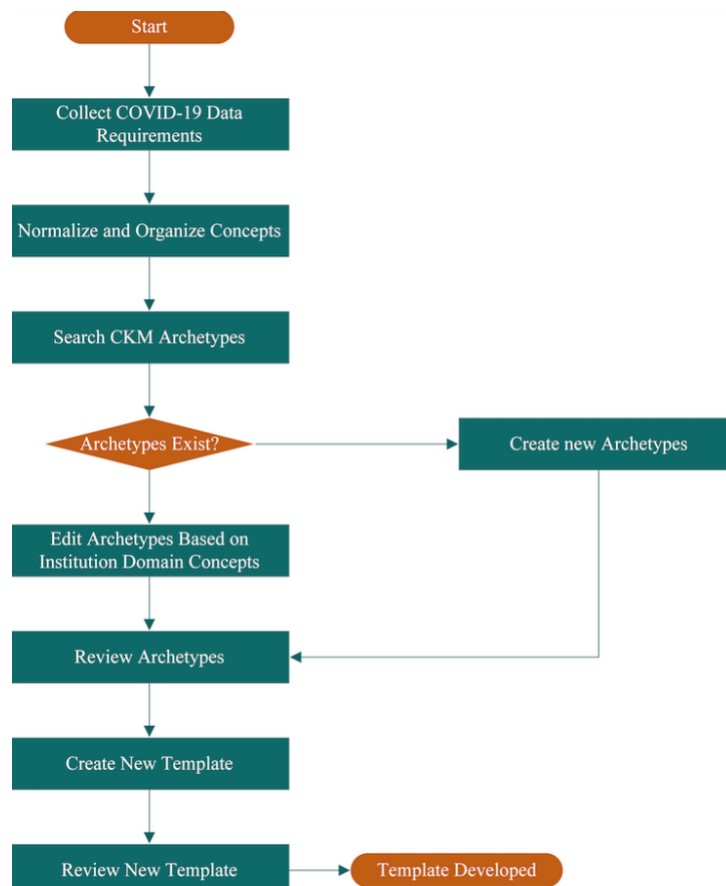 Start
Collect COVID-19 Data
Requirements
Normalize and Organize Concepts
Search CKM Archetypes
Archetypes Exist?
Create new Archetypes
Edit Archetypes Based on
Institution Domain Concepts
Review Archetypes
Create New Template
Review New Template
Template Developed